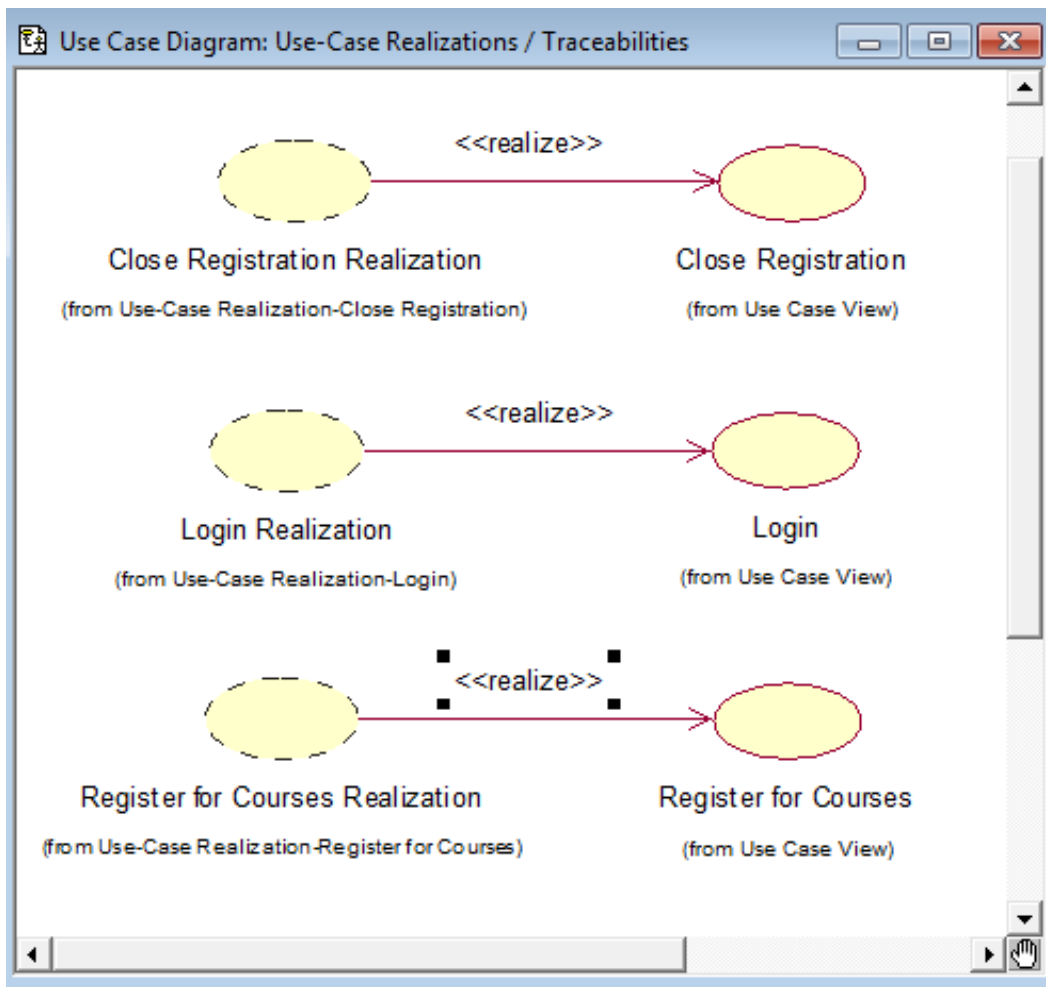 Use Case Diagram: Use-Case Realizations / Traceabilities
<<realize>>
Close Registration Realization
Close Registration
(from Use-Case Realization-Close Registration)
(from Use Case View)
<<realize>>
Login Realization
Login
(from Use-Case Realization-Login)
(from Use Case View)
<<realize>>
Register for Courses Realization
Register for Courses
(from Use-Case Realization-Register for Courses)
(from Use Case View)